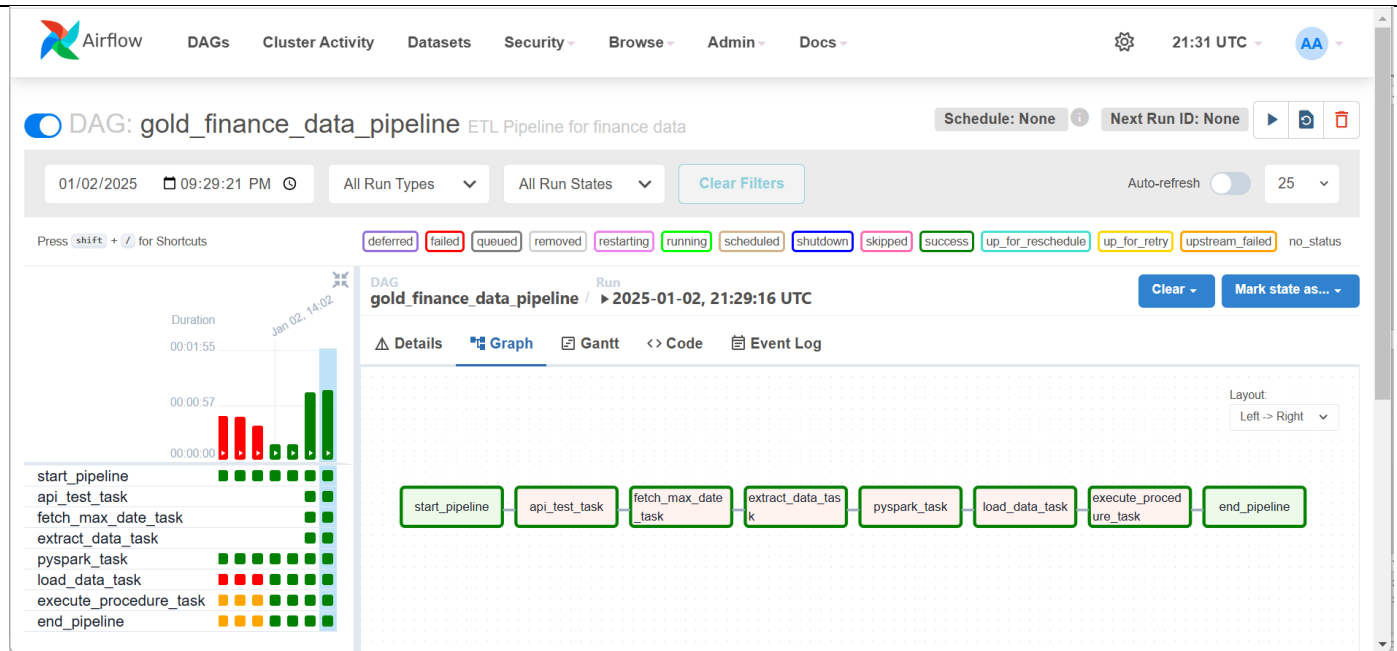 Airflow DAGs Cluster Activity Datasets Security Browse Admin Docs 21:31 UTC AA
DAG: gold_finance_data_pipeline ETL Pipeline for finance data Schedule: None i Next Run ID: None
01/02/2025 09:29:21 PM All Run Types All Run States Clear Filters Auto-refresh 25
Press shift + / for Shortcuts deferred failed queued removed restarting running scheduled shutdown skipped success up_for_reschedule up_for_retry upstream_failed no_status
DAG Run
gold_finance_data_pipeline / 2025-01-02, 21:29:16 UTC Clear Mark state as...
Jan 02, 14:02
Duration
00:01:55
00:00:57
00:00:00
Details Graph Gantt <> Code Event Log
Layout:
Left -> Right
start_pipeline
api_test_task
fetch_max_date_task
extract_data_task
pyspark_task
load_data_task
execute_procedure_task
end_pipeline
start_pipeline
api_test_task
fetch_max_date
_task
extract_data_tas
k
pyspark_task
load_data_task
execute_proced
ure_task
end_pipeline